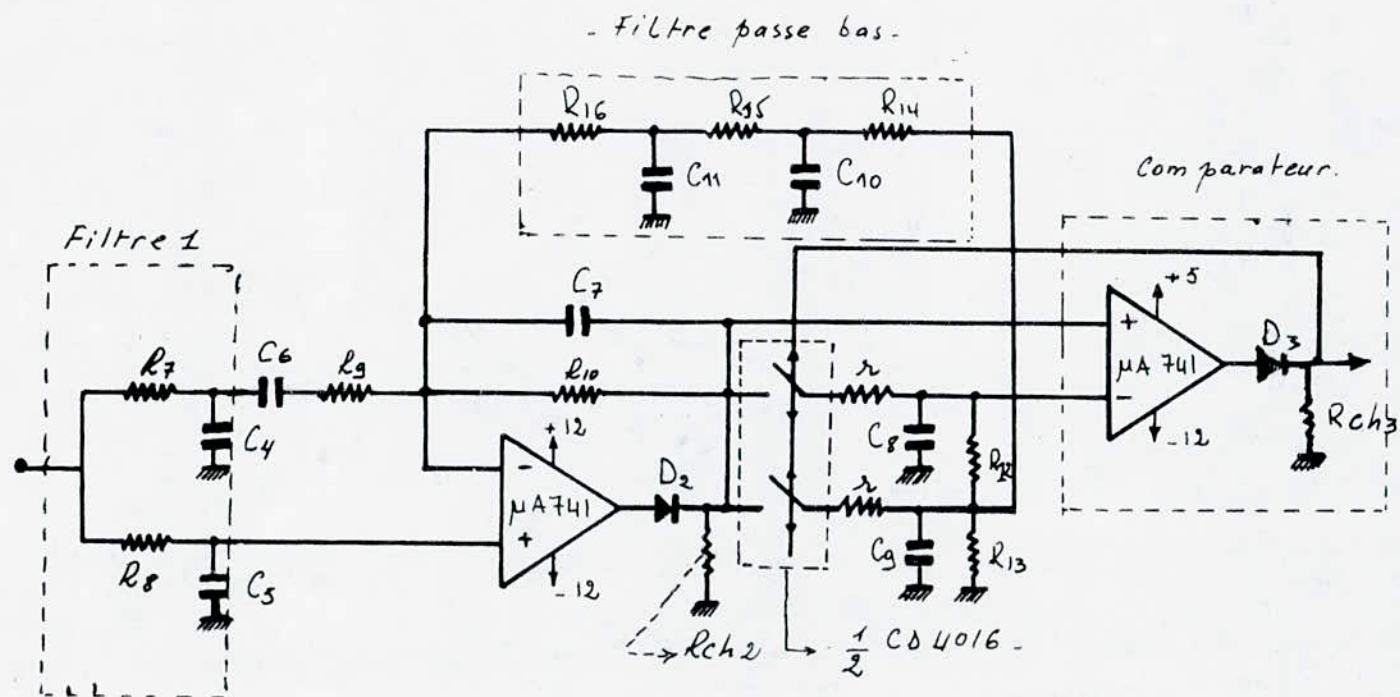 - Filtre passe bas -
R16
R15
R14
C11
C10
Comparateur.
Filtre 1
C7
+5
R7
C6
R9
R10
r
D3
µA 741
+
-
-12
Rch3
C4
C8
R12
+12
D2
r
µA741
-
+
-12
R8
C5
C9
R13
Rch2
1/2 CD 4016 -